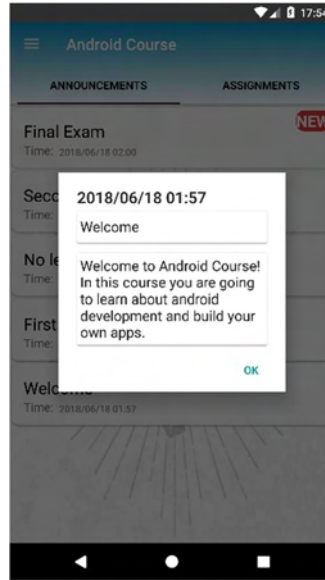 17:54
Android Course
ANNOUNCEMENTS ASSIGNMENTS
Final Exam NEW
Time: 2018/06/18 02:00
Seco
Time:
2018/06/18 01:57
Welcome
No le
Time:
Welcome to Android Course!
In this course you are going
to learn about android
development and build your
own apps.
First
Time:
OK
Welcome
Time: 2018/06/18 01:57